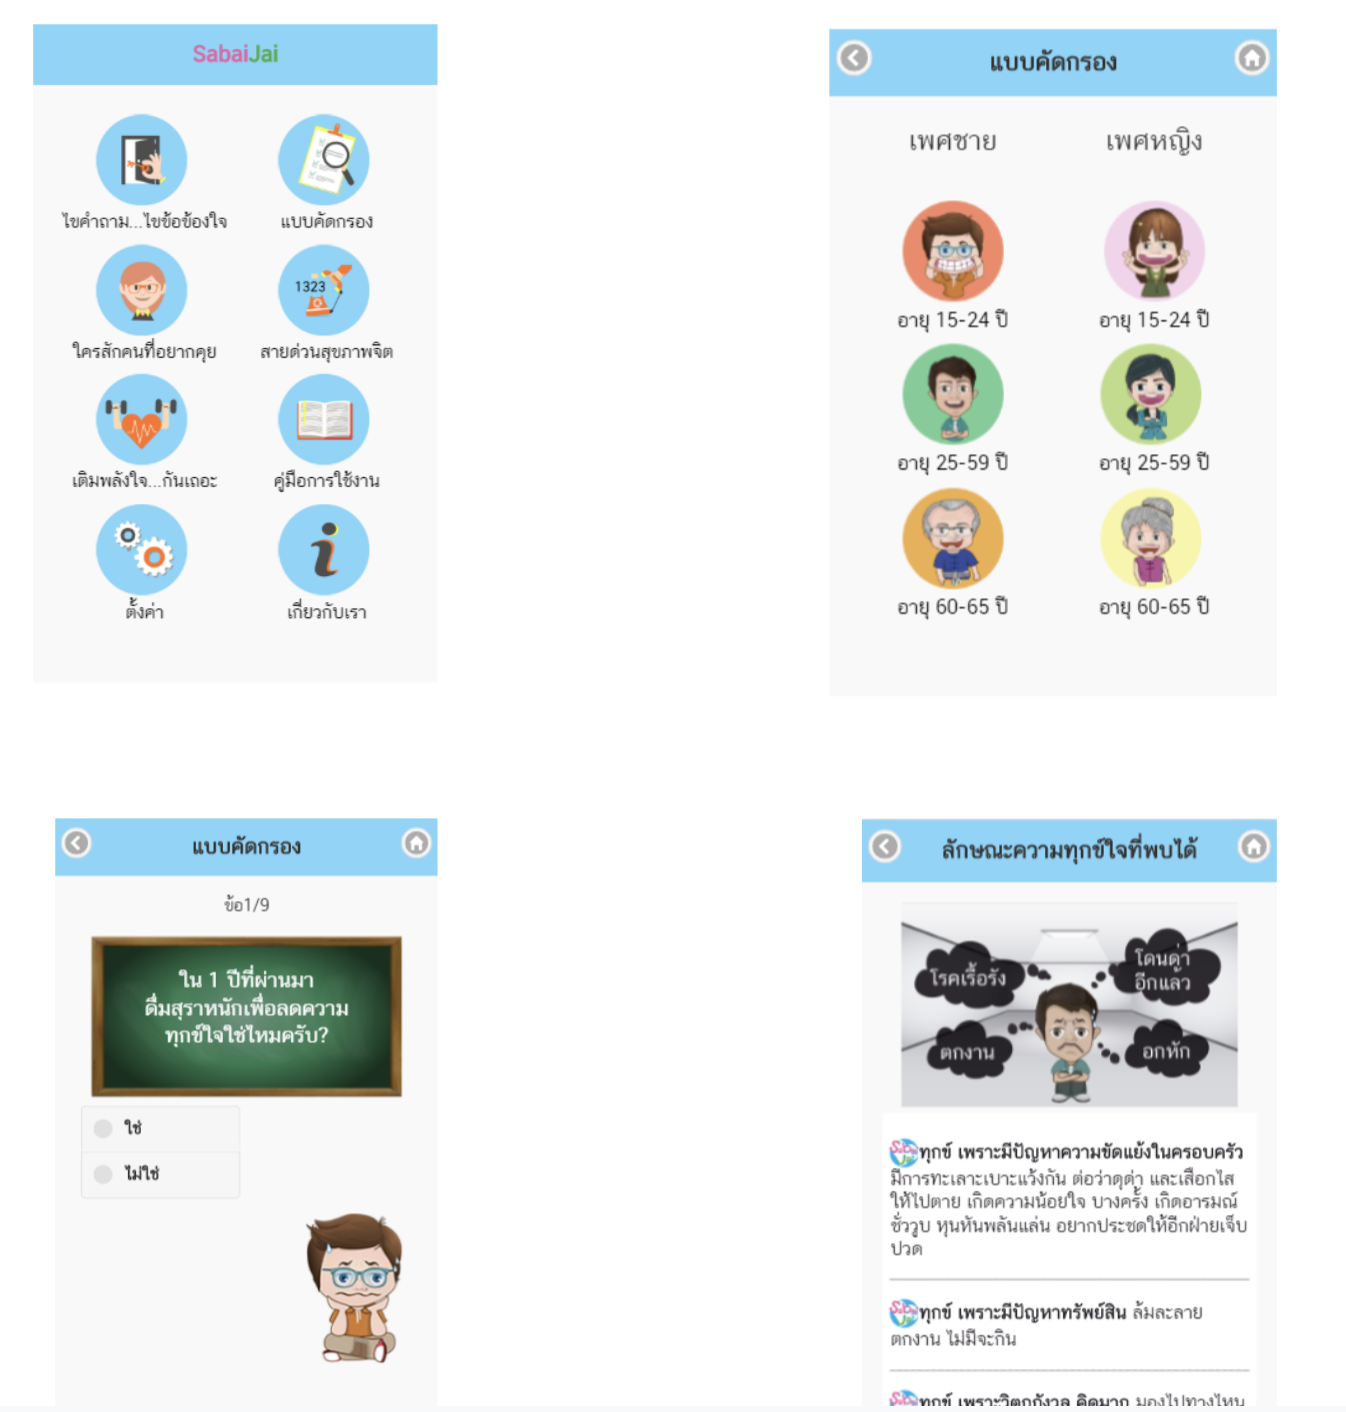 SabaiJai
ไขคำถาม...ไขข้อข้องใจ
แบบคัดกรอง
1323
ใครสักคนที่อยากคุย
สายด่วนสุขภาพจิต
เติมพลังใจ...กันเถอะ
คู่มือการใช้งาน
ตั้งค่า
เกี่ยวกับเรา
แบบคัดกรอง
เพศชาย
เพศหญิง
อายุ 15-24 ปี
อายุ 15-24 ปี
อายุ 25-59 ปี
อายุ 25-59 ปี
อายุ 60-65 ปี
อายุ 60-65 ปี
แบบคัดกรอง
ข้อ1/9
ใน 1 ปีที่ผ่านมา
ดื่มสุราหนักเพื่อลดความ
ทุกข์ใจใช่ไหมครับ?
ใช่
ไม่ใช่
ลักษณะความทุกข์ใจที่พบได้
โรคเรื้อรัง
โดนด่า
อีกแล้ว
ตกงาน
อกหัก
ทุกข์ เพราะมีปัญหาความขัดแย้งในครอบครัว
มีการทะเลาะเบาะแว้งกัน ต่อว่าดุด่า และเสือกไส
ให้ไปตาย เกิดความน้อยใจ บางครั้ง เกิดอารมณ์
ชั่ววูบ หุนหันพลันแล่น อยากประชดให้อีกฝ่ายเจ็บ
ปวด
ทุกข์ เพราะมีปัญหาทรัพย์สิน ล้มละลาย
ตกงาน ไม่มีจะกิน
ทุกข์ เพราะวิตกกังวล คิดมาก มองไปทางไหน